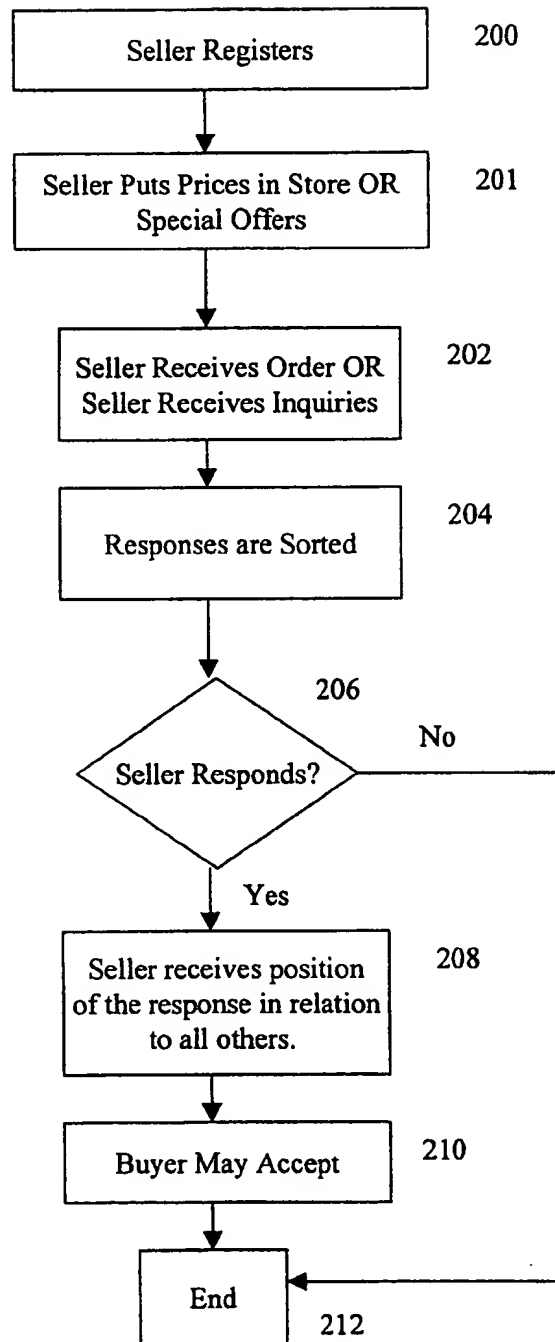 Seller Registers
200
Seller Puts Prices in Store OR
Special Offers
201
Seller Receives Order OR
Seller Receives Inquiries
202
Responses are Sorted
204
206
Seller Responds?
No
Yes
Seller receives position
of the response in relation
to all others.
208
Buyer May Accept
210
End
212